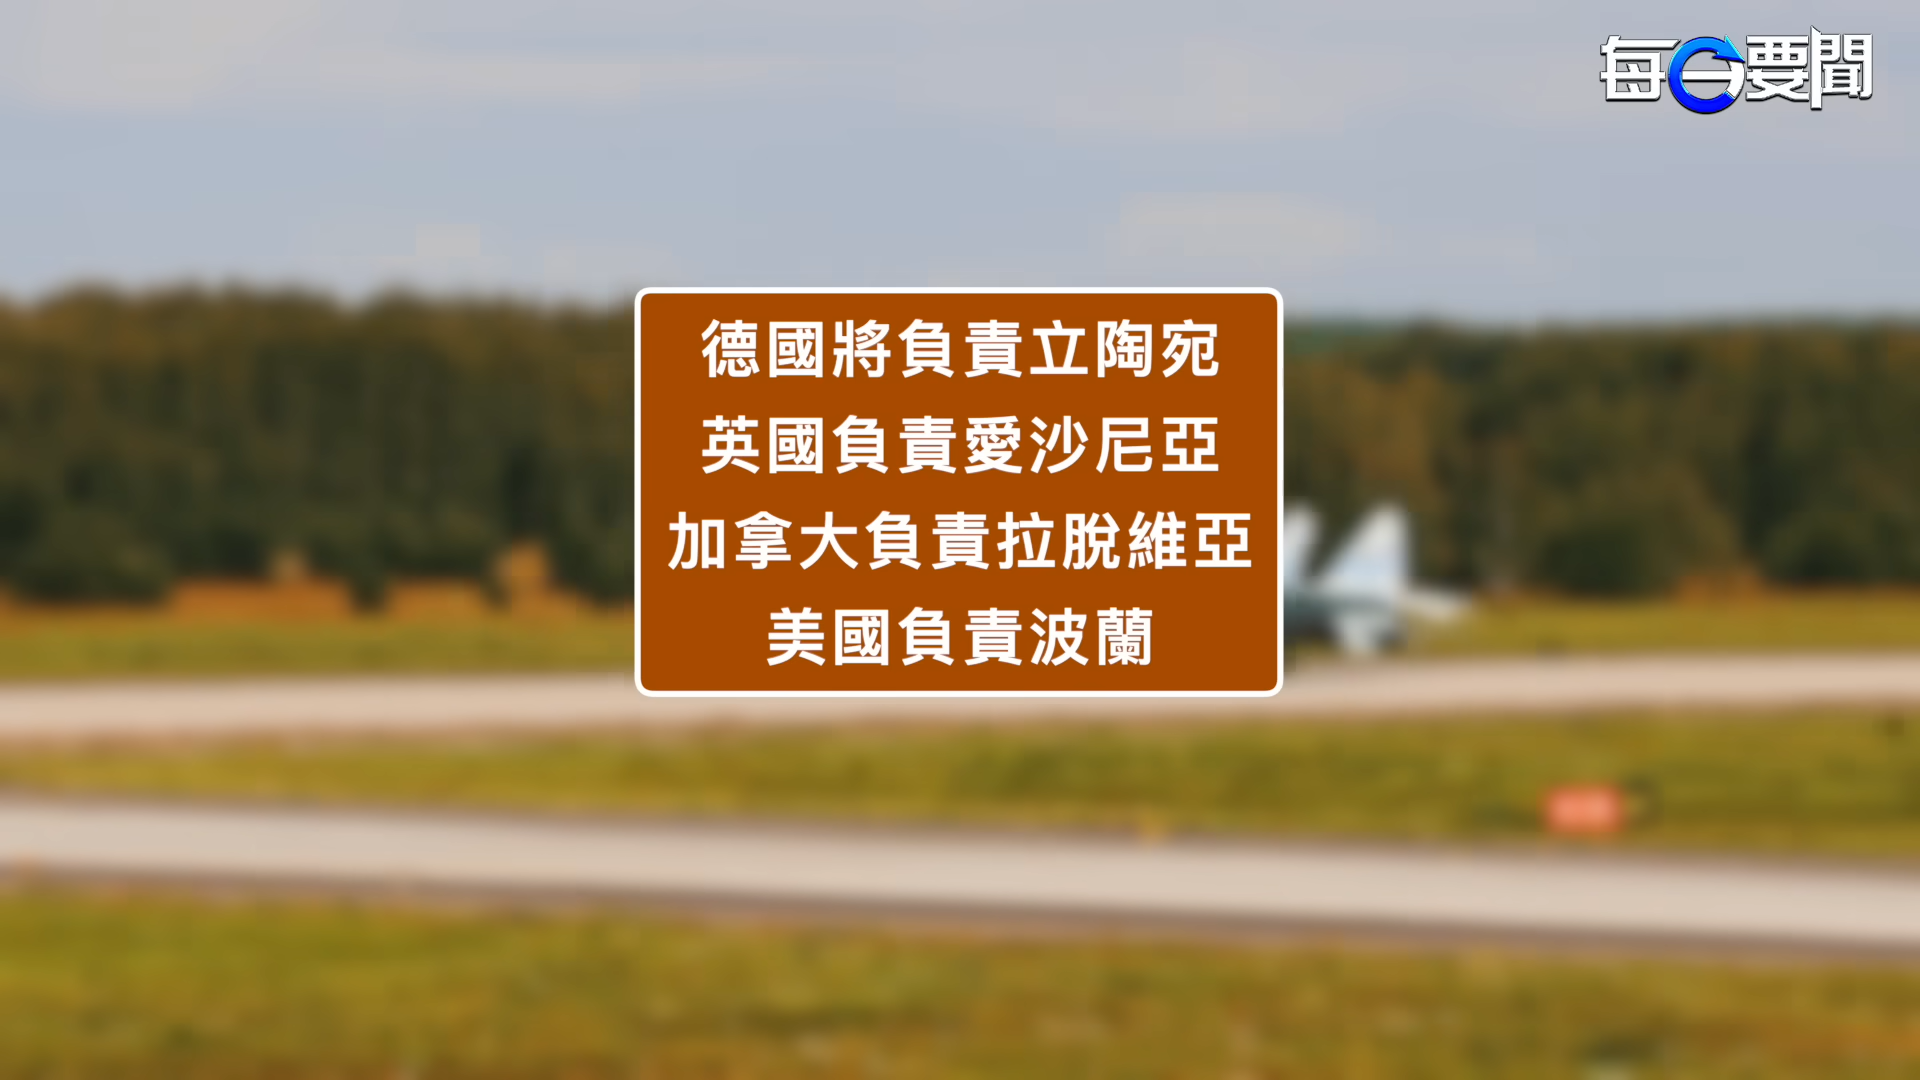 每日要聞
德國將負責立陶宛
英國負責愛沙尼亞
加拿大負責拉脫維亞
美國負責波蘭